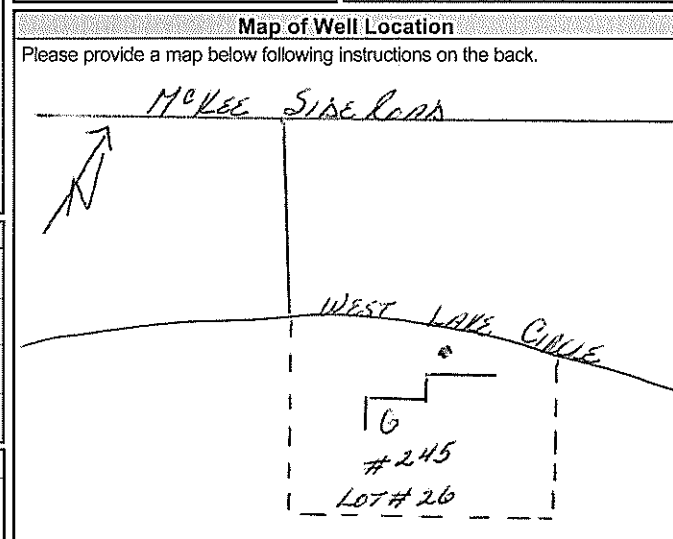 Map of Well Location
Please provide a map below following instructions on the back.
McKEE SIDE ROAD
N
WEST LAKE CIRCLE
G
#245
LOT # 26